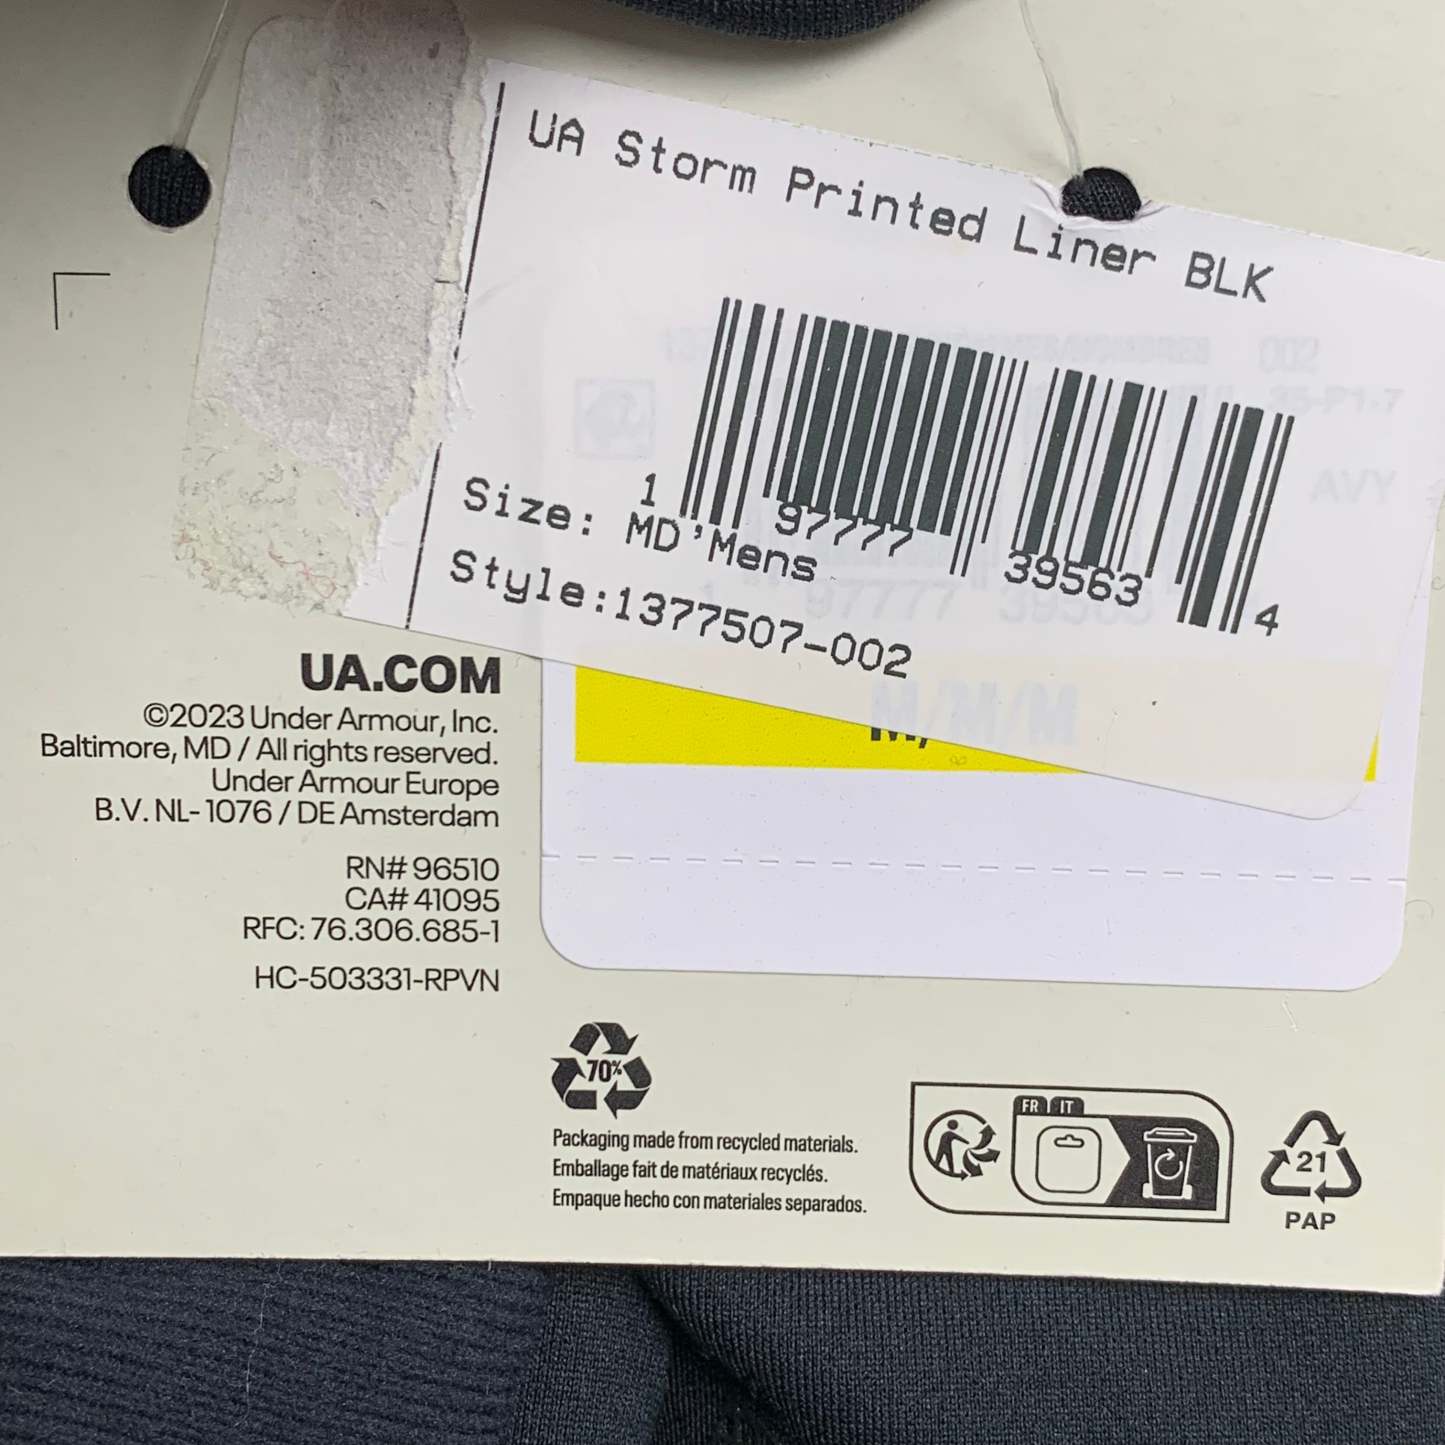 UA Storm Printed Liner BLK
1 97777 39563 4
Size: MD 'Mens
Style:1377507-002
002
AVY
97777
M/M/M
UA.COM
©2023 Under Armour, Inc.
Baltimore, MD / All rights reserved.
Under Armour Europe
B.V. NL- 1076 / DE Amsterdam
RN# 96510
CA# 41095
RFC: 76.306.685-1
HC-503331-RPVN
70%
Packaging made from recycled materials.
Emballage fait de matériaux recyclés.
Empaque hecho con materiales separados.
FR IT
21
PAP